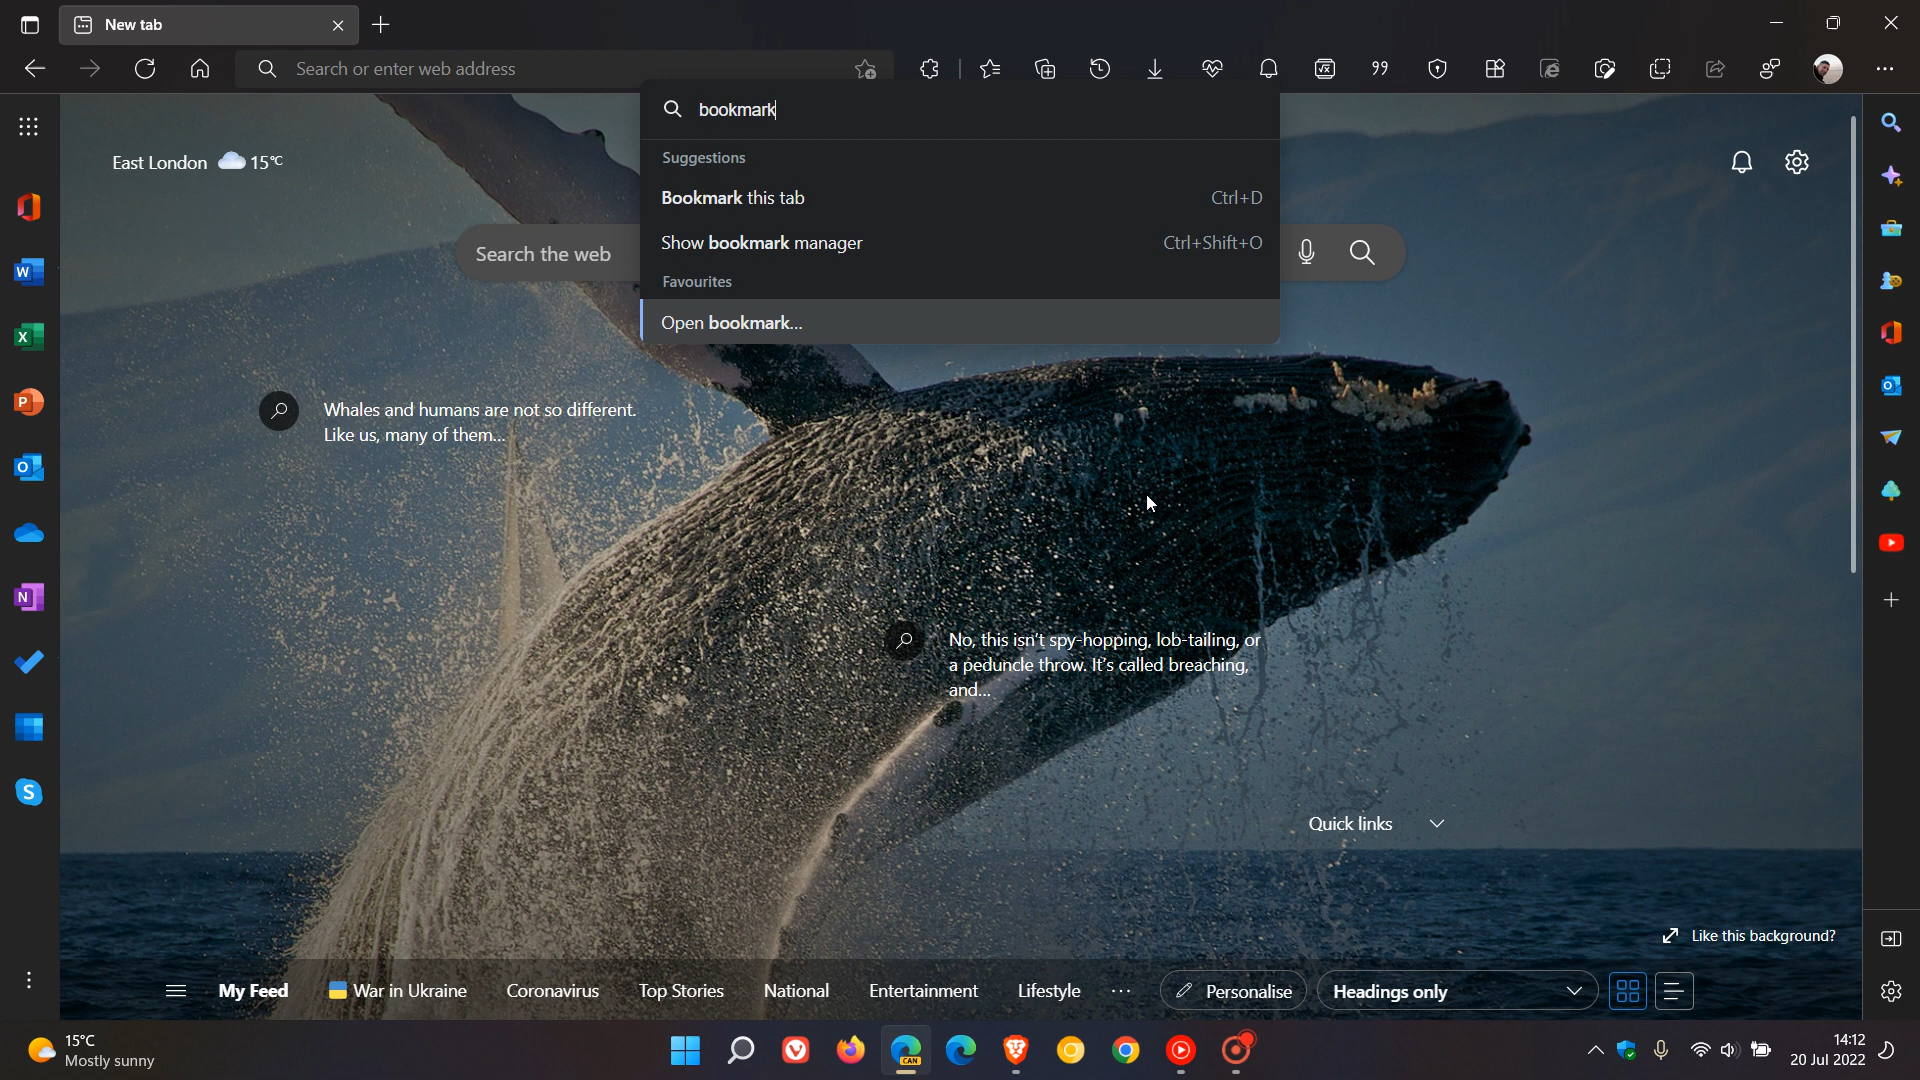 New tab
Search or enter web address
bookmark
Suggestions
Bookmark this tab Ctrl+D
Show bookmark manager Ctrl+Shift+O
Favourites
Open bookmark...
East London 15°C
Search the web
Whales and humans are not so different.
Like us, many of them...
No, this isn't spy-hopping, lob-tailing, or
a peduncle throw. It's called breaching,
and...
Quick links
Like this background?
My Feed War in Ukraine Coronavirus Top Stories National Entertainment Lifestyle ... Personalise Headings only
15°C
Mostly sunny
CAN
14:12
20 Jul 2022